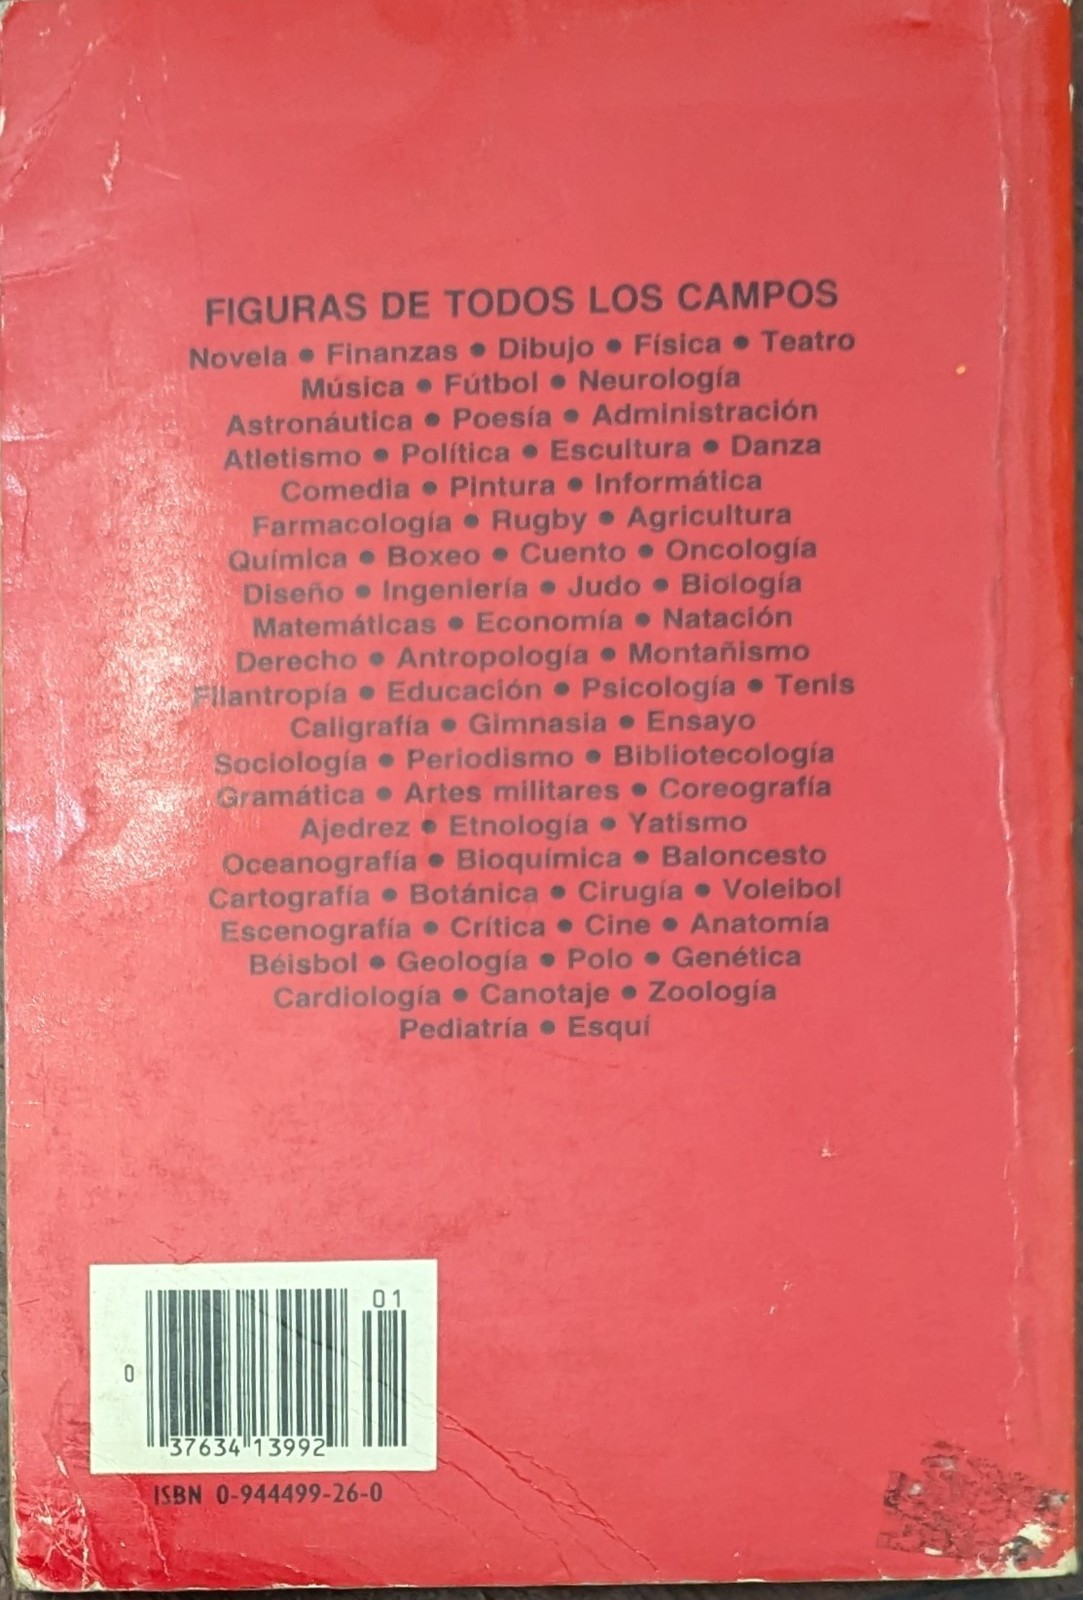 FIGURAS DE TODOS LOS CAMPOS
Novela ● Finanzas ● Dibujo ● Física ● Teatro
Música ● Fútbol ● Neurología
Astronáutica ● Poesía ● Administración
Atletismo ● Política ● Escultura ● Danza
Comedia ● Pintura ● Informática
Farmacología ● Rugby ● Agricultura
Química ● Boxeo ● Cuento ● Oncología
Diseño ● Ingeniería ● Judo ● Biología
Matemáticas ● Economía ● Natación
Derecho ● Antropología ● Montañismo
Filantropía ● Educación ● Psicología ● Tenis
Caligrafía ● Gimnasia ● Ensayo
Sociología ● Periodismo ● Bibliotecología
Gramática ● Artes militares ● Coreografía
Ajedrez ● Etnología ● Yatismo
Oceanografía ● Bioquímica ● Baloncesto
Cartografía ● Botánica ● Cirugía ● Voleibol
Escenografía ● Crítica ● Cine ● Anatomía
Béisbol ● Geología ● Polo ● Genética
Cardiología ● Canotaje ● Zoología
Pediatría ● Esquí
01
0
37634 13992
ISBN 0-944499-26-0